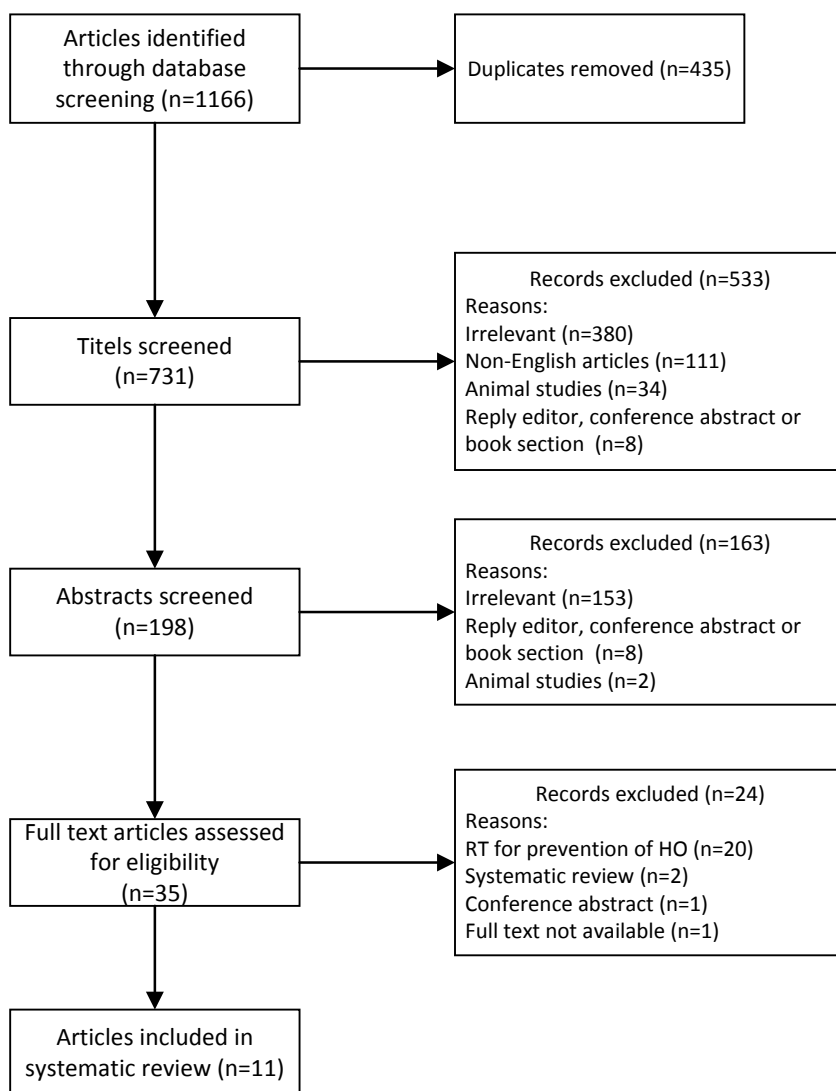 Articles identified
through database
screening (n=1166)
Duplicates removed (n=435)
Titels screened
(n=731)
Records excluded (n=533)
Reasons:
Irrelevant (n=380)
Non-English articles (n=111)
Animal studies (n=34)
Reply editor, conference abstract or
book section  (n=8)
Abstracts screened
(n=198)
Records excluded (n=163)
Reasons:
Irrelevant (n=153)
Reply editor, conference abstract or
book section  (n=8)
Animal studies (n=2)
Full text articles assessed
for eligibility
(n=35)
Records excluded (n=24)
Reasons:
RT for prevention of HO (n=20)
Systematic review (n=2)
Conference abstract (n=1)
Full text not available (n=1)
Articles included in
systematic review (n=11)